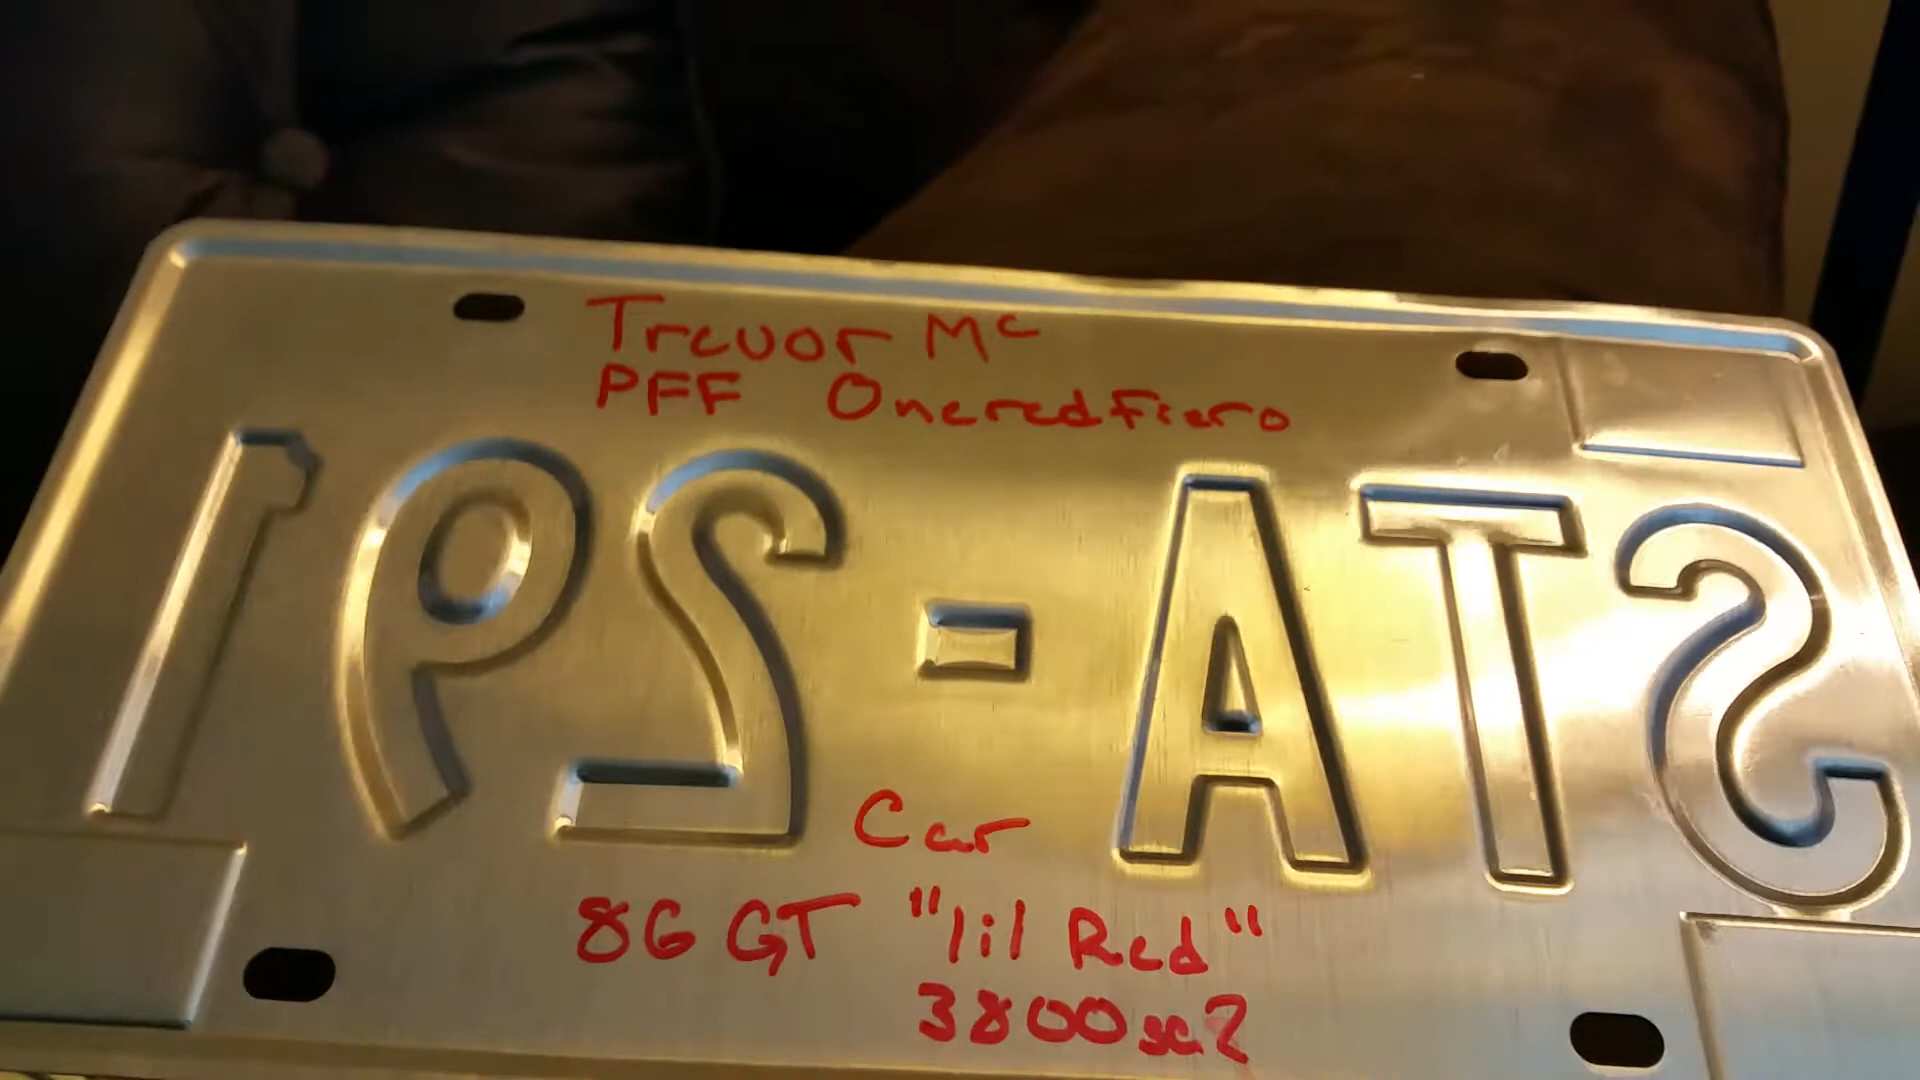 Trevor Mc
PFF Oneredfiero
STA-291
Car
86 GT "lil Red"
3800sc2